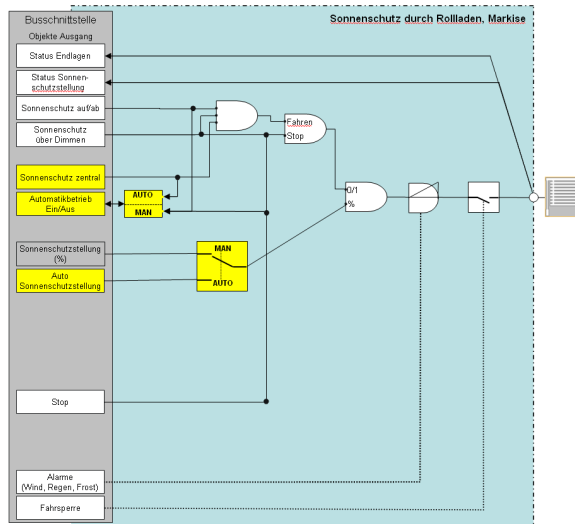 Busschnittstelle
Sonnenschutz durch Rollladen, Markise
Objekte Ausgang
Status Endlagen
Status Sonnen-
schutzstellung
Sonnenschutz auf/ab
Sonnenschutz
über Dimmen
Fahren
Stop
Sonnenschutz zentral
Automatikbetrieb
Ein/Aus
AUTO
MAN
0/1
%
Sonnenschutzstellung
(%)
Auto
Sonnenschutzstellung
MAN
AUTO
Stop
Alarme
(Wind, Regen, Frost)
Fahrsperre